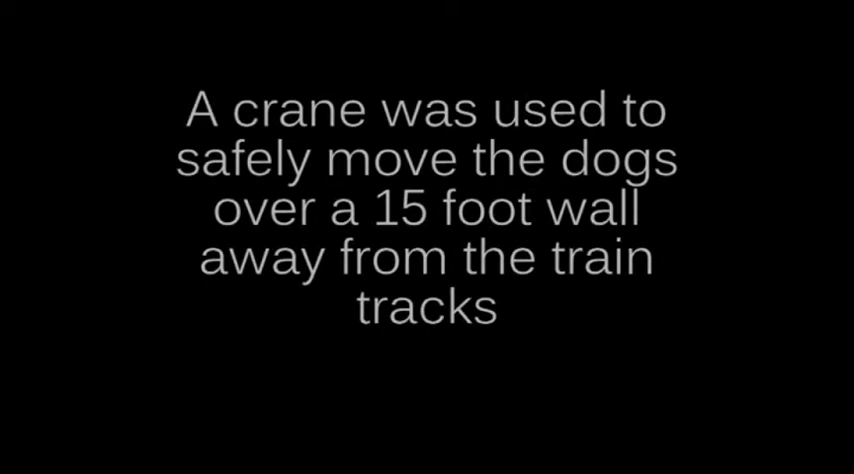 A crane was used to
safely move the dogs
over a 15 foot wall
away from the train
tracks